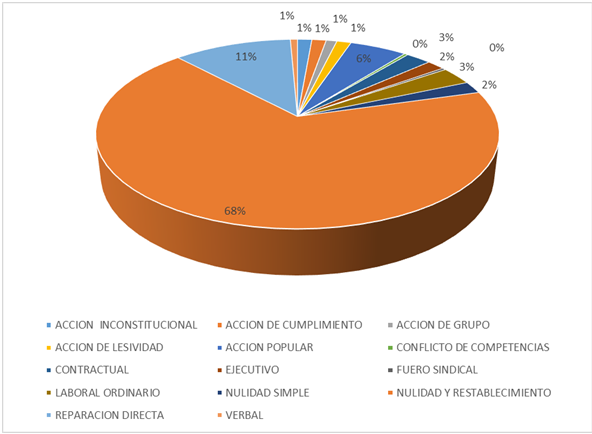 1%
1%
1%
1%
1%
6%
0%
3%
2%
0%
3%
2%
68%
11%
ACCION INCONSTITUCIONAL
ACCION DE CUMPLIMIENTO
ACCION DE GRUPO
ACCION DE LESIVIDAD
ACCION POPULAR
CONFLICTO DE COMPETENCIAS
CONTRACTUAL
EJECUTIVO
FUERO SINDICAL
LABORAL ORDINARIO
NULIDAD SIMPLE
NULIDAD Y RESTABLECIMIENTO
REPARACION DIRECTA
VERBAL